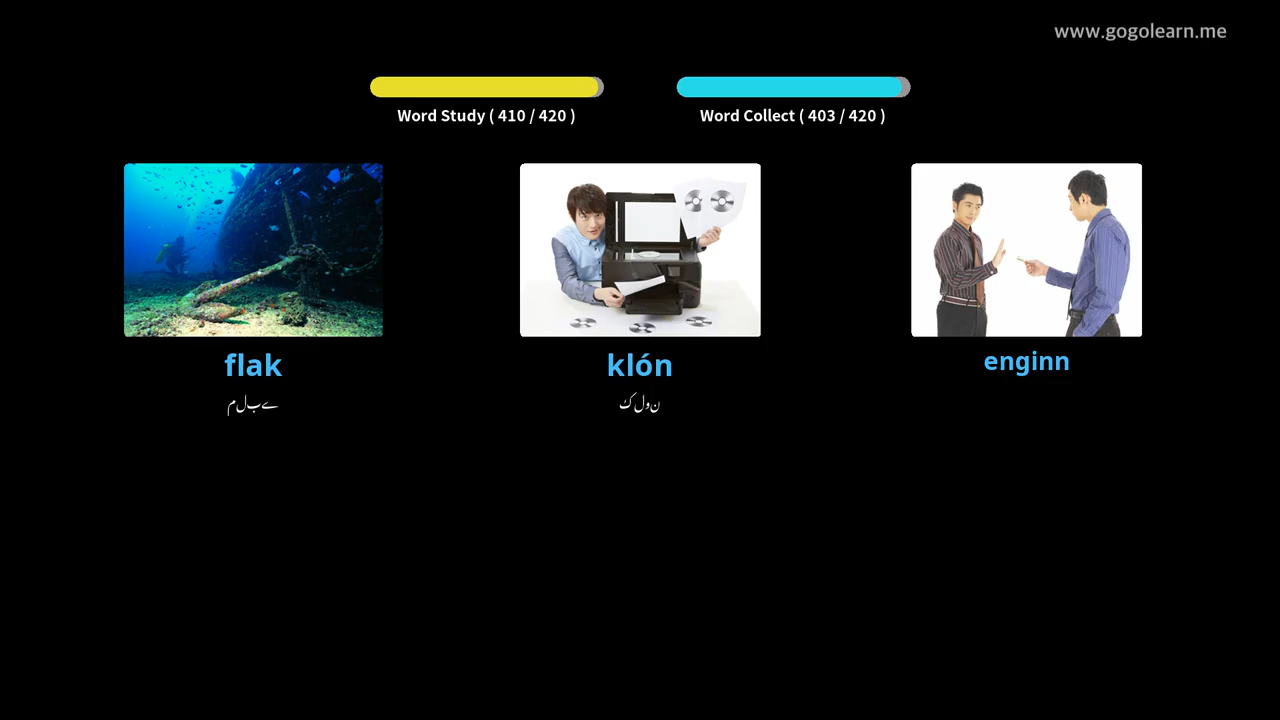 www.gogolearn.me
Word Study ( 410 / 420 )
Word Collect ( 403 / 420 )
flak
klón
enginn
ملبے
کلون